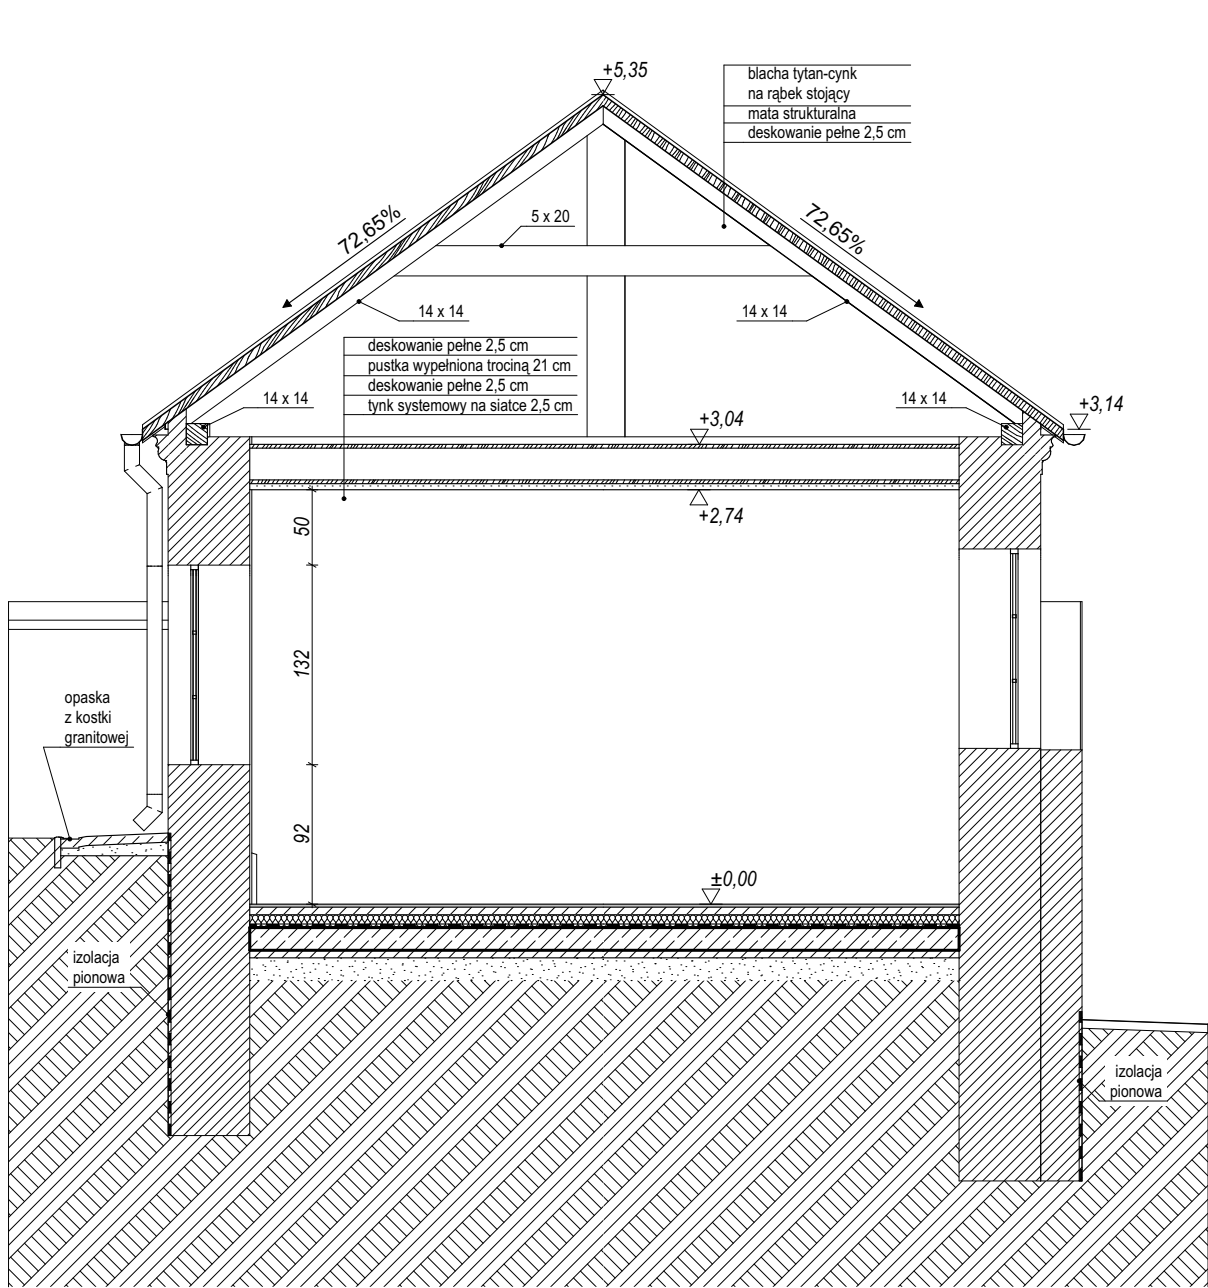 +5,35
blacha tytan-cynk
na rąbek stojący
mata strukturalna
deskowanie pełne 2,5 cm
72,65%
5 x 20
72,65%
14 x 14
14 x 14
deskowanie pełne 2,5 cm
pustka wypełniona trociną 21 cm
deskowanie pełne 2,5 cm
tynk systemowy na siatce 2,5 cm
14 x 14
14 x 14
+3,04
+3,14
+2,74
50
132
92
opaska
z kostki
granitowej
±0,00
izolacja
pionowa
izolacja
pionowa